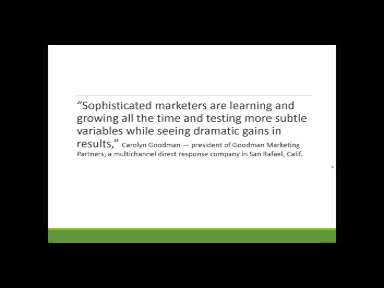 “Sophisticated marketers are learning and
growing all the time and testing more subtle
variables while seeing dramatic gains in
results,” Carolyn Goodman — president of Goodman Marketing
Partners, a multichannel direct response company in San Rafael, Calif.